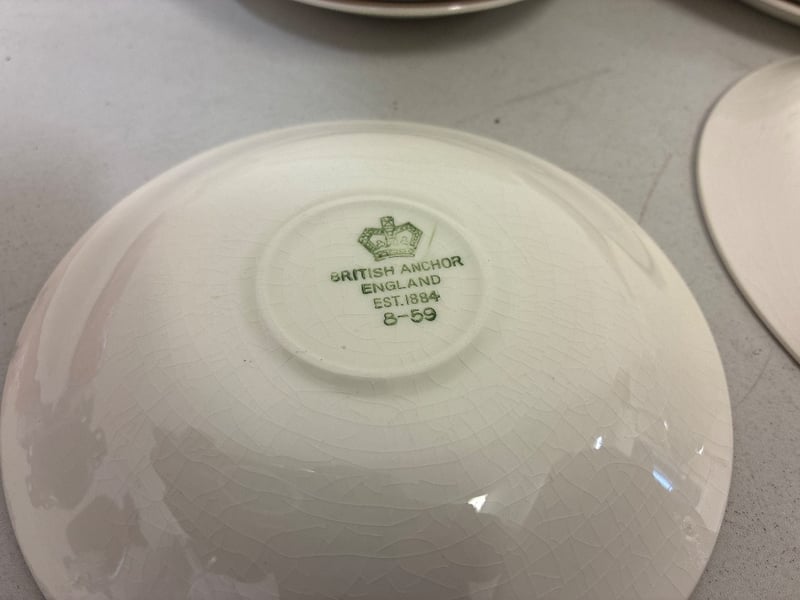 BRITISH ANCHOR
ENGLAND
EST.1884
8-59